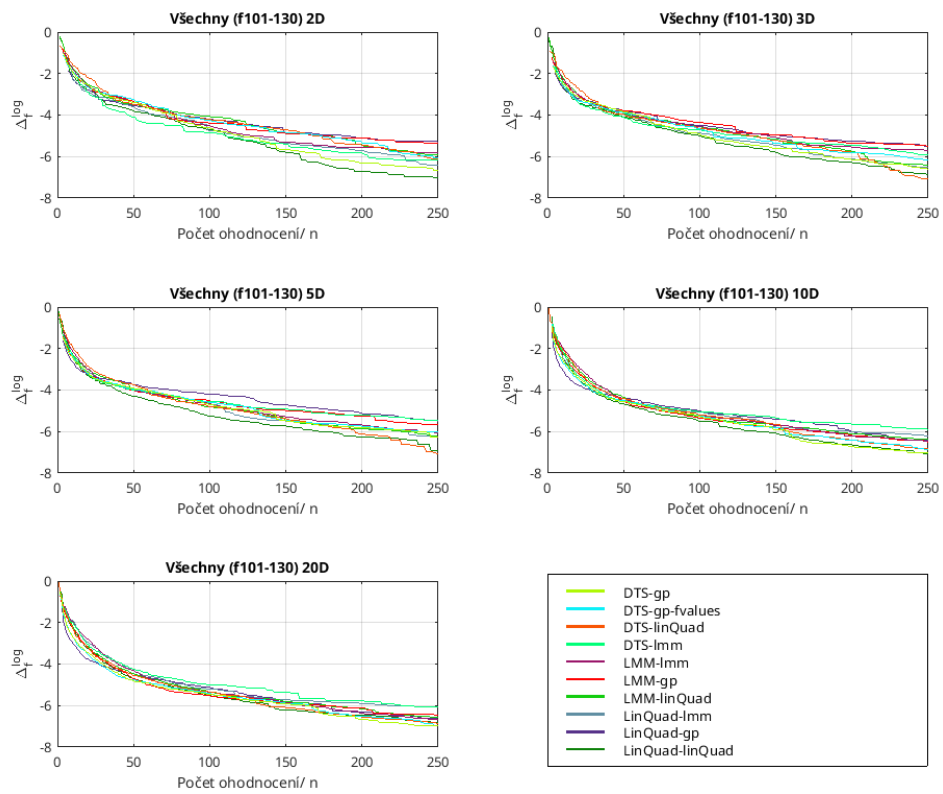 Všechny (f101-130) 2D
0
-2
-4
-6
-8
Δf log
0 50 100 150 200 250
Počet ohodnocení/ n
Všechny (f101-130) 3D
0
-2
-4
-6
-8
Δf log
0 50 100 150 200 250
Počet ohodnocení/ n
Všechny (f101-130) 5D
0
-2
-4
-6
-8
Δf log
0 50 100 150 200 250
Počet ohodnocení/ n
Všechny (f101-130) 10D
0
-2
-4
-6
-8
Δf log
0 50 100 150 200 250
Počet ohodnocení/ n
Všechny (f101-130) 20D
0
-2
-4
-6
-8
Δf log
0 50 100 150 200 250
Počet ohodnocení/ n
DTS-gp
DTS-gp-fvalues
DTS-linQuad
DTS-lmm
LMM-lmm
LMM-gp
LMM-linQuad
LinQuad-lmm
LinQuad-gp
LinQuad-linQuad